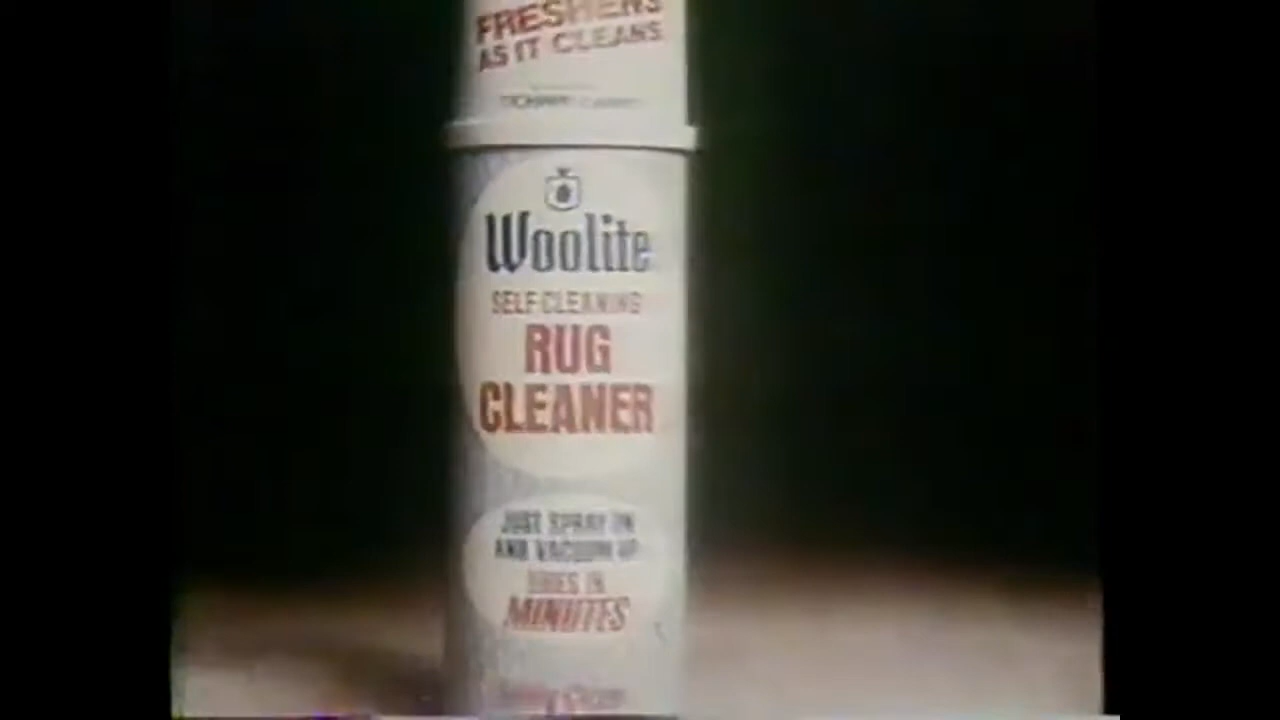 FRESHENS
AS IT CLEANS
Woolite
SELF CLEANING
RUG
CLEANER
JUST SPRAY ON
AND VACUUM UP
DRIES IN
MINUTES